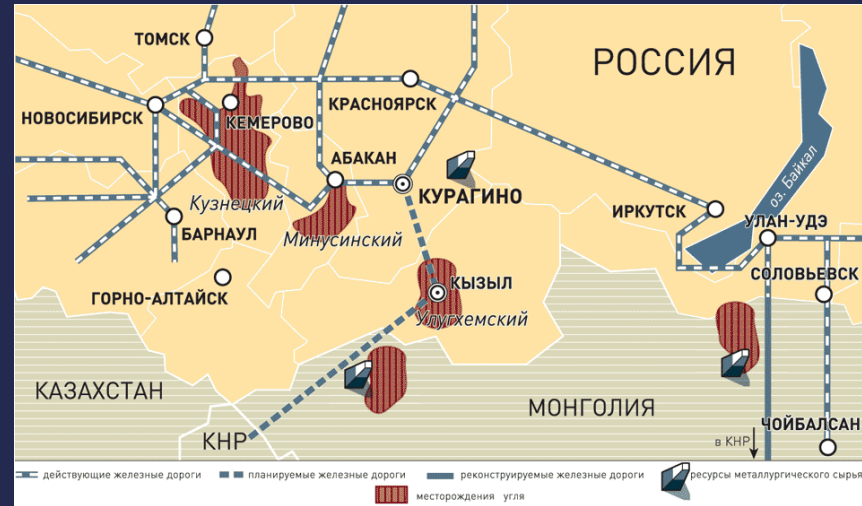 ТОМСК
РОССИЯ
НОВОСИБИРСК
КЕМЕРОВО
КРАСНОЯРСК
АБАКАН
КУРАГИНО
оз. Байкал
Кузнецкий
ИРКУТСК
УЛАН-УДЭ
БАРНАУЛ
Минусинский
СОЛОВЬЕВСК
ГОРНО-АЛТАЙСК
КЫЗЫЛ
Улугхемский
КАЗАХСТАН
МОНГОЛИЯ
ЧОЙБАЛСАН
КНР
в КНР
действующие железные дороги
планируемые железные дороги
реконструируемые железные дороги
ресурсы металлургического сырья
месторождения угля